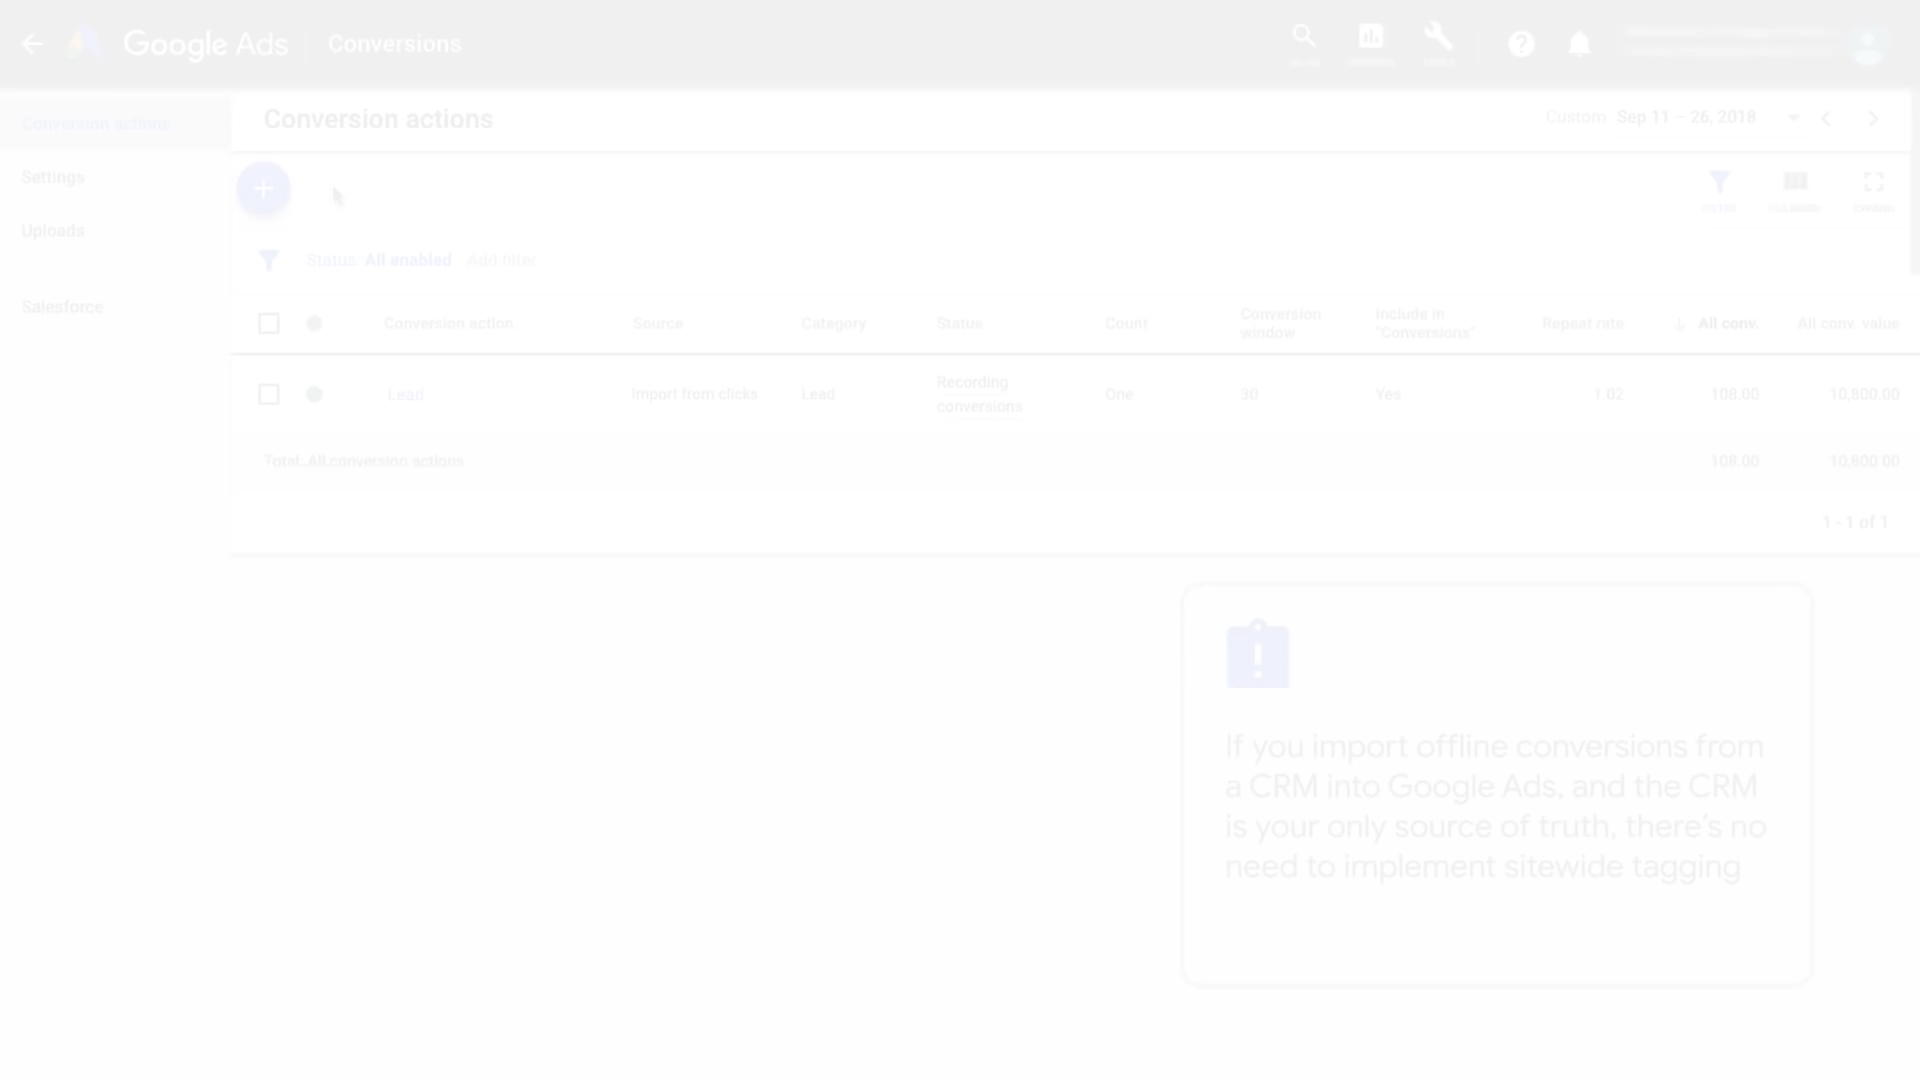 Google Ads Conversions
Conversion actions
Settings
Uploads
Salesforce
Conversion actions
Custom Sep 11 – 26, 2018
Status: All enabled Add filter
Conversion action Source Category Status Count Conversion window Include in "Conversions" Repeat rate All conv. All conv. value
Lead Import from clicks Lead Recording conversions One 30 Yes 1.02 108.00 10,800.00
Total: All conversion actions 108.00 10,800.00
1 - 1 of 1
If you import offline conversions from
a CRM into Google Ads, and the CRM
is your only source of truth, there's no
need to implement sitewide tagging